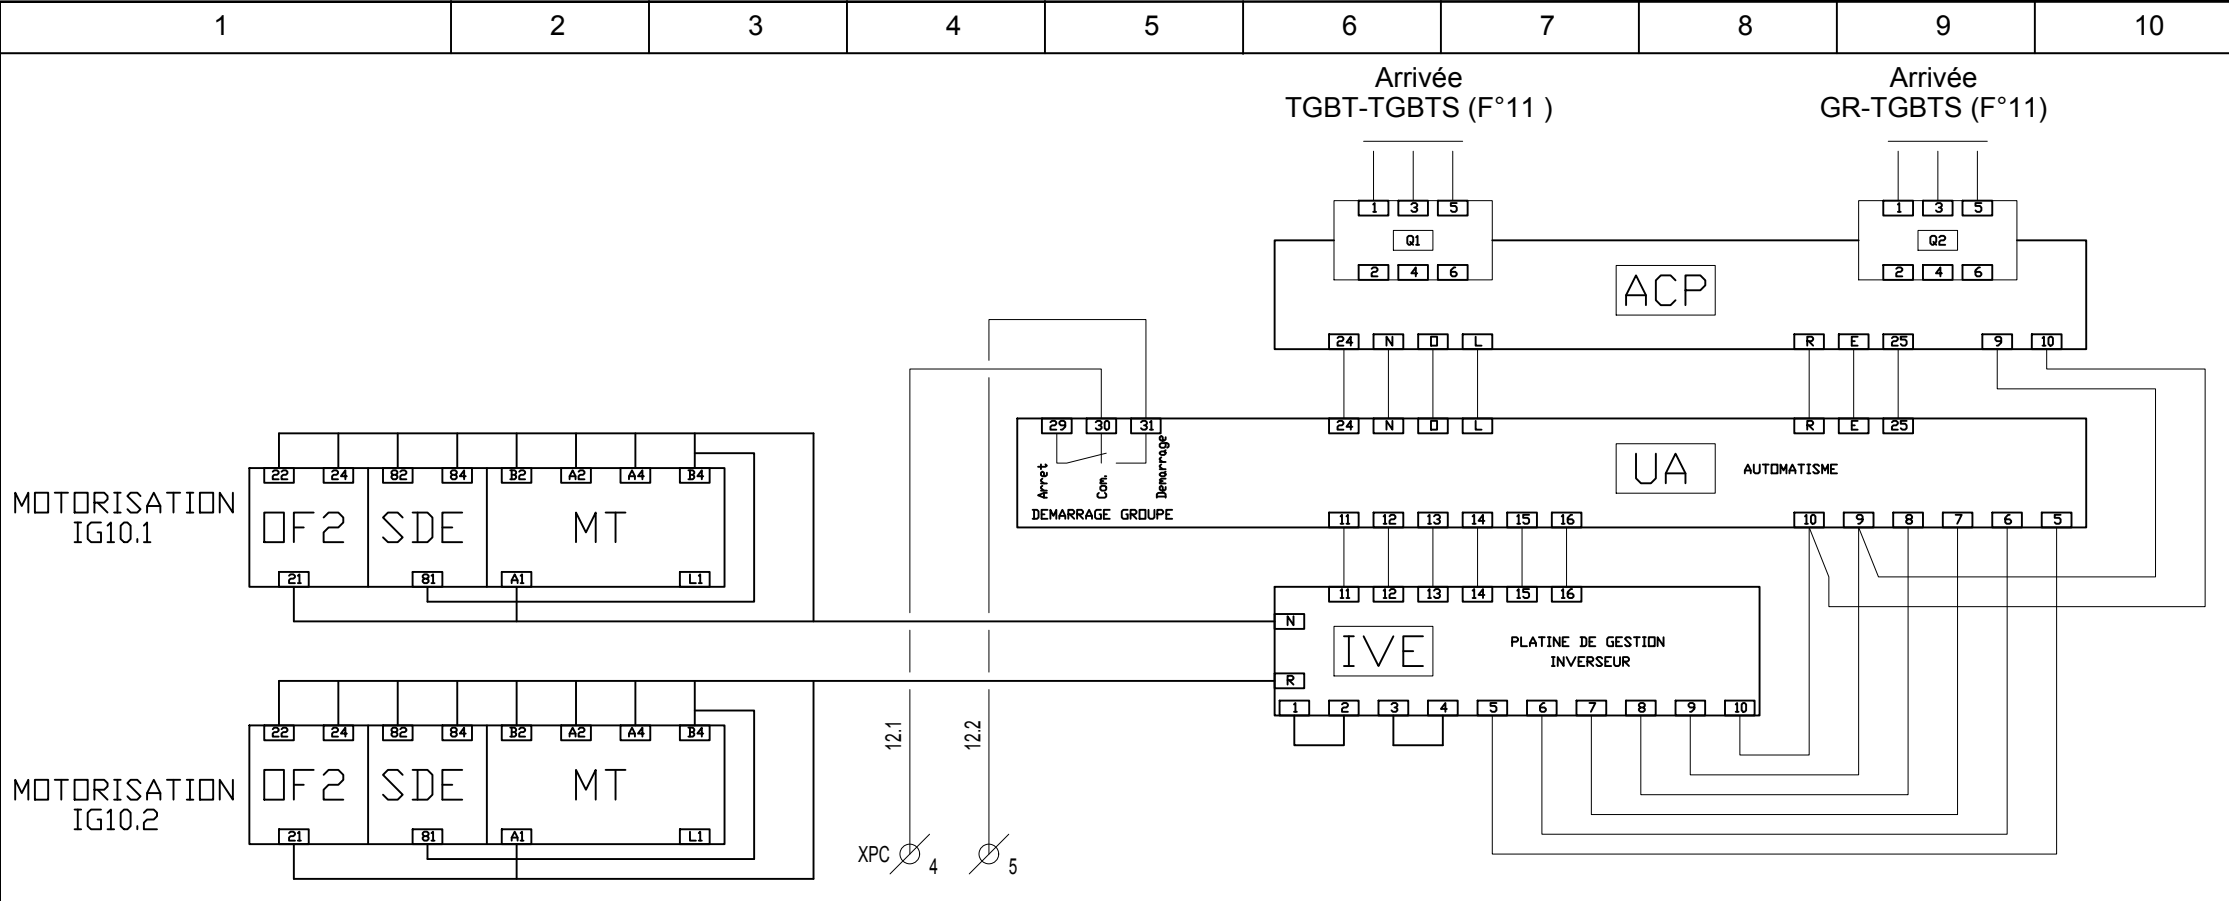 1 2 3 4 5 6 7 8 9 10
Arrivée
TGBT-TGBTS (F°11 )
Arrivée
GR-TGBTS (F°11)
1 3 5
Q1
2 4 6
1 3 5
Q2
2 4 6
ACP
24 N O L R E 25 9 10
29 30 31 24 N O L R E 25
Arret
Com.
Demarrage
DEMARRAGE GROUPE
UA
AUTOMATISME
11 12 13 14 15 16 10 9 8 7 6 5
MOTORISATION
IG10.1
22 24 82 84 B2 A2 A4 B4
OF2 SDE MT
21 81 A1 L1
11 12 13 14 15 16
N
R
IVE
PLATINE DE GESTION
INVERSEUR
1 2 3 4 5 6 7 8 9 10
MOTORISATION
IG10.2
22 24 82 84 B2 A2 A4 B4
OF2 SDE MT
21 81 A1 L1
12.1
12.2
XPC 4 5